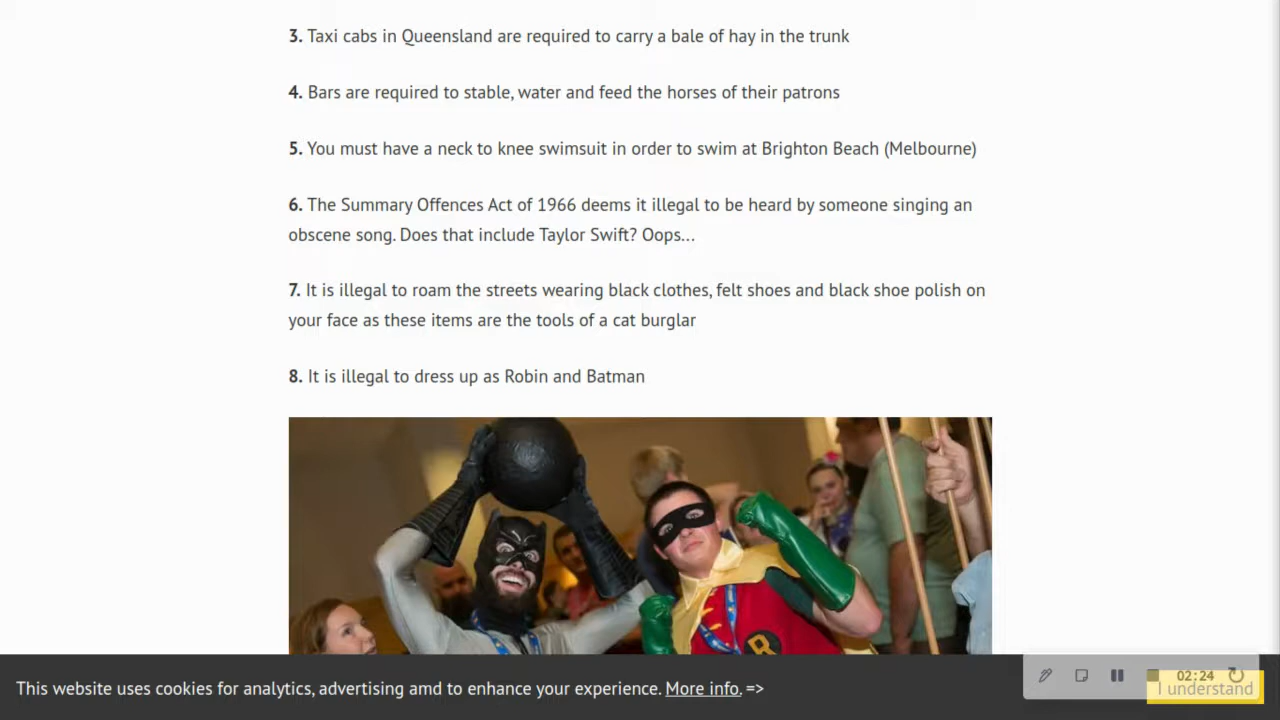 3. Taxi cabs in Queensland are required to carry a bale of hay in the trunk
4. Bars are required to stable, water and feed the horses of their patrons
5. You must have a neck to knee swimsuit in order to swim at Brighton Beach (Melbourne)
6. The Summary Offences Act of 1966 deems it illegal to be heard by someone singing an
obscene song. Does that include Taylor Swift? Oops...
7. It is illegal to roam the streets wearing black clothes, felt shoes and black shoe polish on
your face as these items are the tools of a cat burglar
8. It is illegal to dress up as Robin and Batman
R
This website uses cookies for analytics, advertising amd to enhance your experience. More info. =>
02:24
I understand